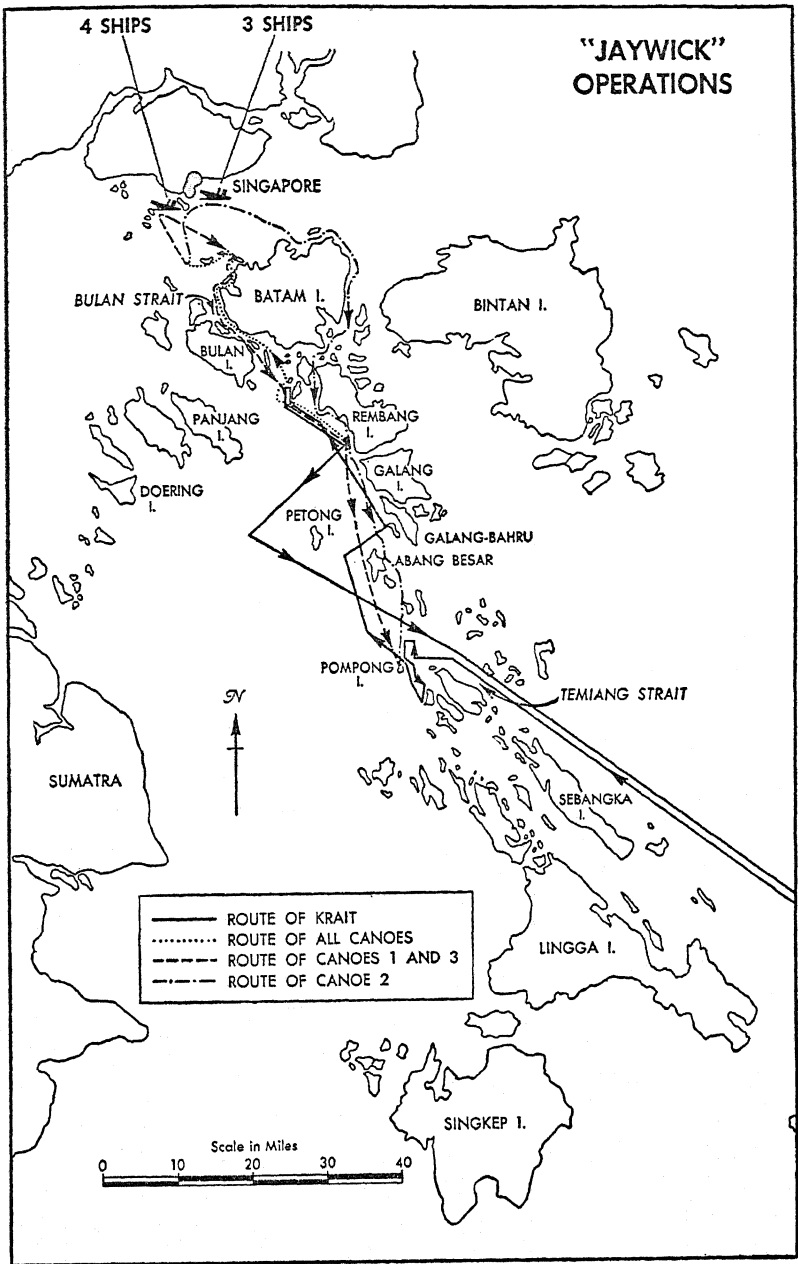 4 SHIPS
3 SHIPS
"JAYWICK"
OPERATIONS
SINGAPORE
BULAN STRAIT
BATAM I.
BINTAN I.
BULAN
I.
PANJANG
I.
REMBANG
I.
DOERING
I.
GALANG
I.
PETONG
I.
GALANG-BAHRU
ABANG BESAR
POMPONG
I.
TEMIANG STRAIT
N
SUMATRA
SEBANGKA
I.
ROUTE OF KRAIT
ROUTE OF ALL CANOES
ROUTE OF CANOES 1 AND 3
ROUTE OF CANOE 2
LINGGA I.
SINGKEP I.
Scale in Miles
0 10 20 30 40